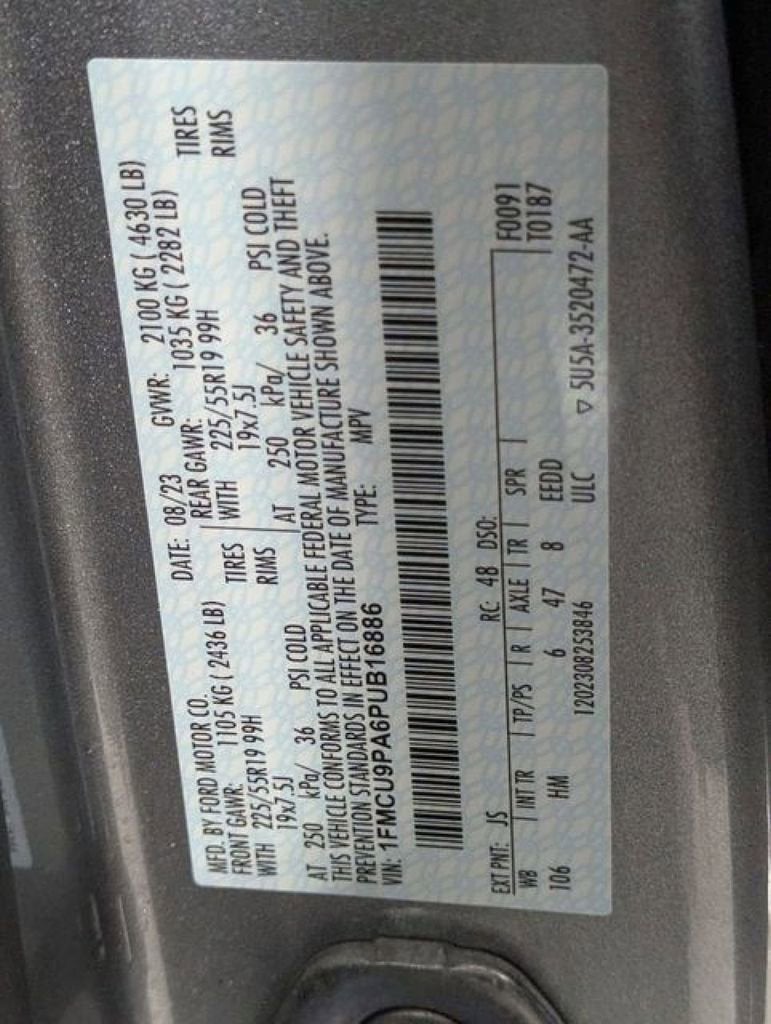 MFD. BY FORD MOTOR CO. DATE: 08/23 GVWR: 2100 KG ( 4630 LB)
FRONT GAWR: REAR GAWR:
1105 KG ( 2436 LB) 1035 KG ( 2282 LB)
WITH 225/55R19 99H TIRES WITH 225/55R19 99H TIRES
19x7.5J RIMS 19x7.5J RIMS
AT 250 kPa/ 36 PSI COLD AT 250 kPa/ 36 PSI COLD
THIS VEHICLE CONFORMS TO ALL APPLICABLE FEDERAL MOTOR VEHICLE SAFETY AND THEFT
PREVENTION STANDARDS IN EFFECT ON THE DATE OF MANUFACTURE SHOWN ABOVE.
VIN: 1FMCU9PA6PUB16886 TYPE: MPV
EXT PNT: JS RC: 48 DSO: F0091
WB INT TR TP/PS R AXLE TR SPR T0187
106 HM 6 47 8 EEDD
1202308253846 ULC ▽ 5U5A-3520472-AA